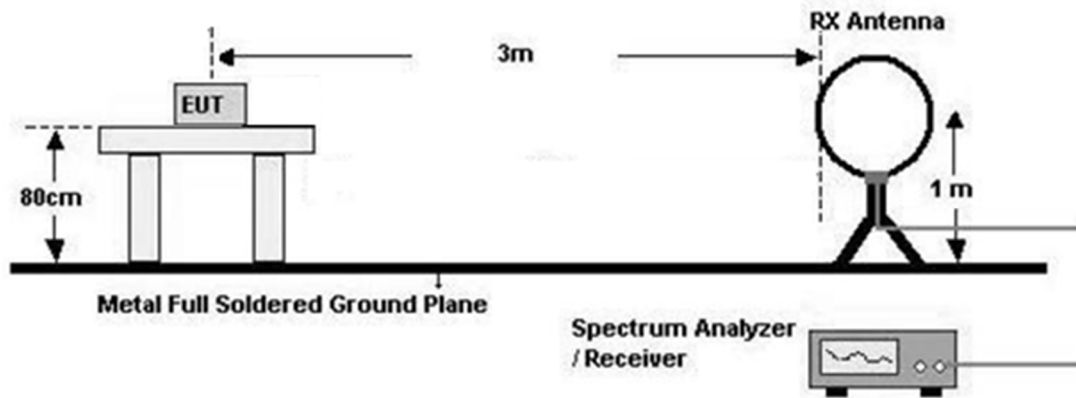 RX Antenna
3m
EUT
80cm
1 m
Metal Full Soldered Ground Plane
Spectrum Analyzer
/ Receiver